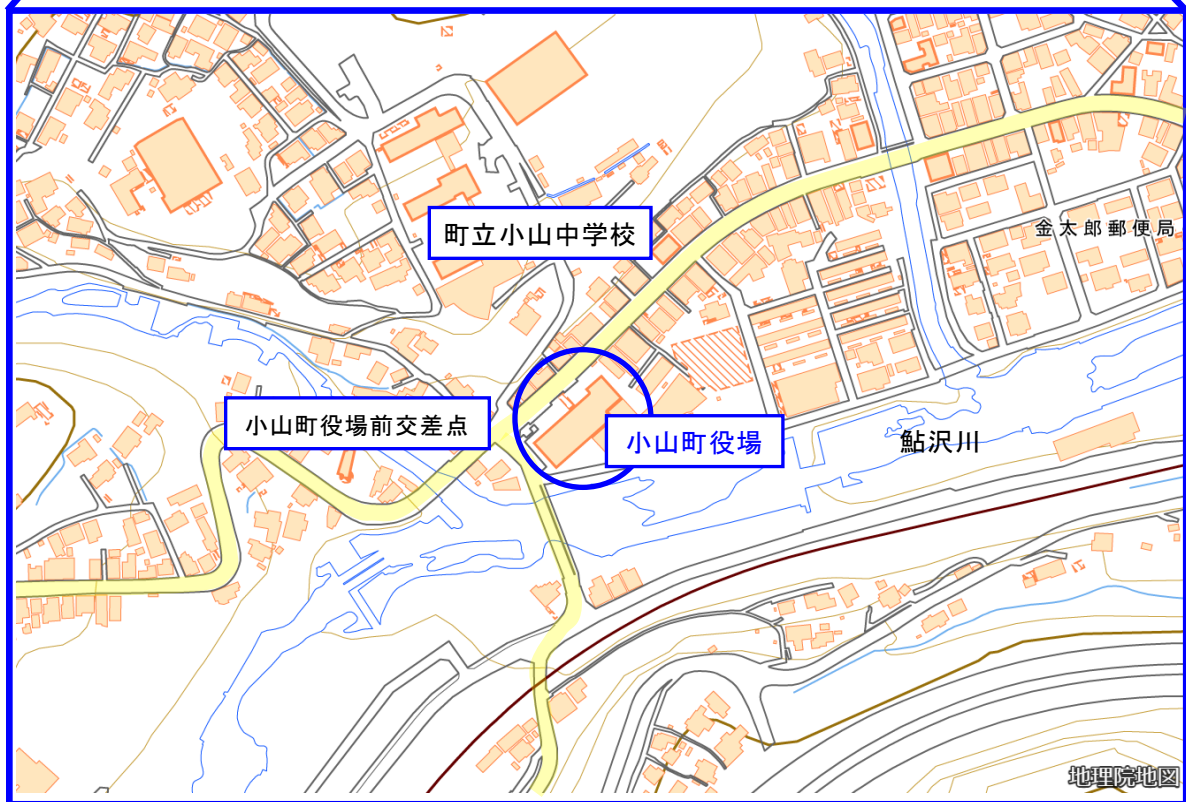 町立小山中学校
金太郎郵便局
小山町役場前交差点
小山町役場
鮎沢川
地理院地図